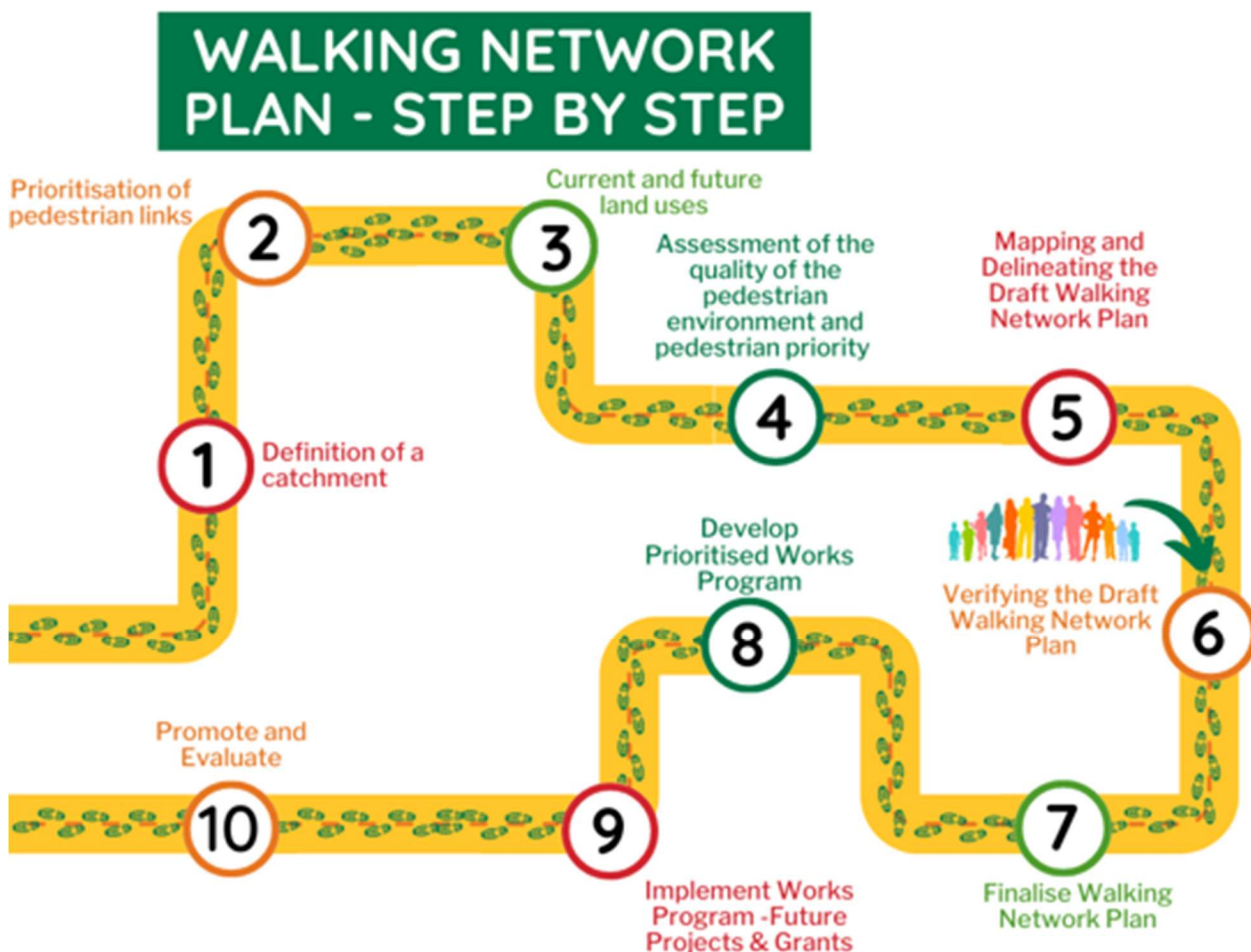 WALKING NETWORK
PLAN - STEP BY STEP
1
Definition of a
catchment
2
Prioritisation of
pedestrian links
3
Current and future
land uses
4
Assessment of the
quality of the
pedestrian
environment and
pedestrian priority
5
Mapping and
Delineating the
Draft Walking
Network Plan
6
Verifying the Draft
Walking Network
Plan
7
Finalise Walking
Network Plan
8
Develop
Prioritised Works
Program
9
Implement Works
Program -Future
Projects & Grants
10
Promote and
Evaluate